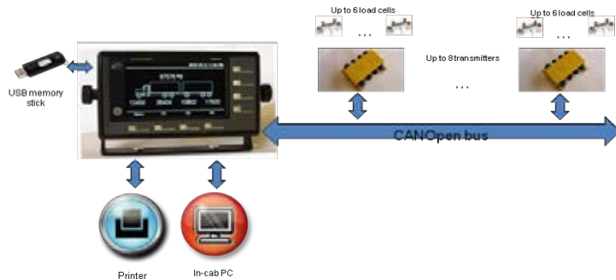 Up to 6 load cells
Up to 6 load cells
...
...
Up to 8 transmitters
...
USB memory
stick
CANOpen bus
Printer
In-cab PC